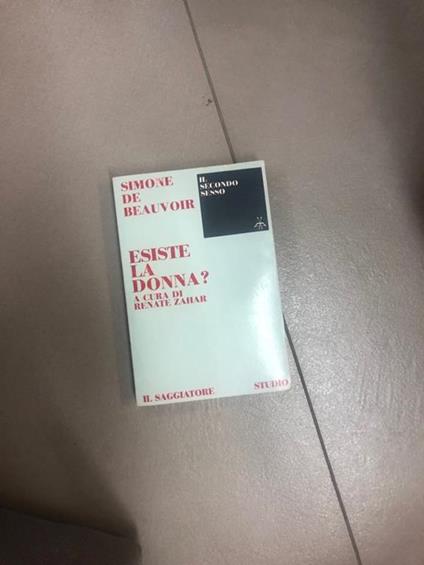 SIMONE
DE
BEAUVOIR
IL
SECONDO
SESSO
ESISTE
LA
DONNA?
A CURA DI
RENATE ZAHAR
IL SAGGIATORE
STUDIO